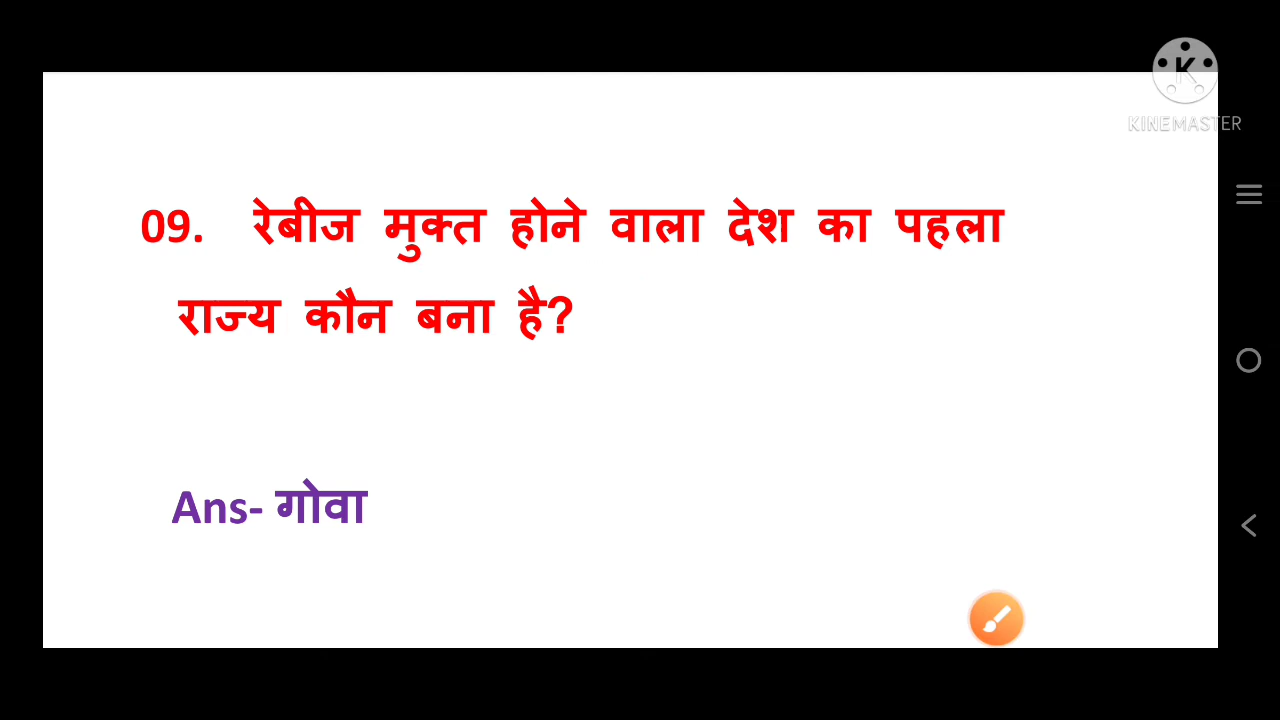 KINEMASTER
09. रेबीज मुक्त होने वाला देश का पहला
राज्य कौन बना है?
Ans- गोवा